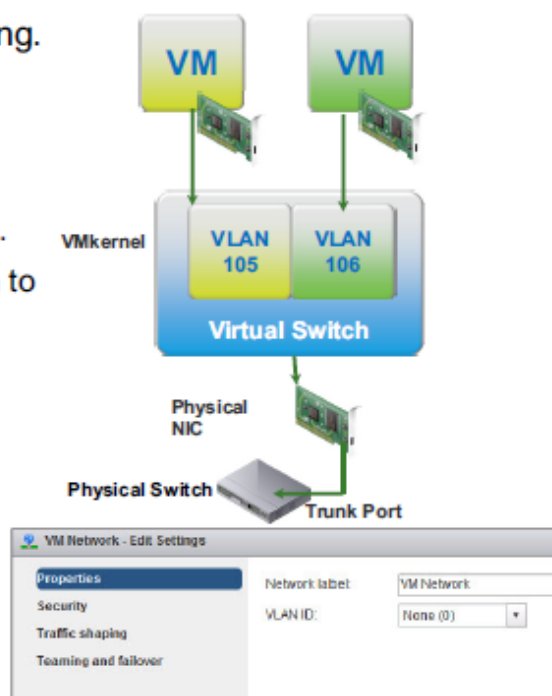 ng.
VM VM
.
VMkernel VLAN 105 VLAN 106
to
Virtual Switch
Physical NIC
Physical Switch
Trunk Port
VM Network - Edit Settings
Properties
Network label: VM Network
Security
VLAN ID: None (0)
Traffic shaping
Teaming and failover